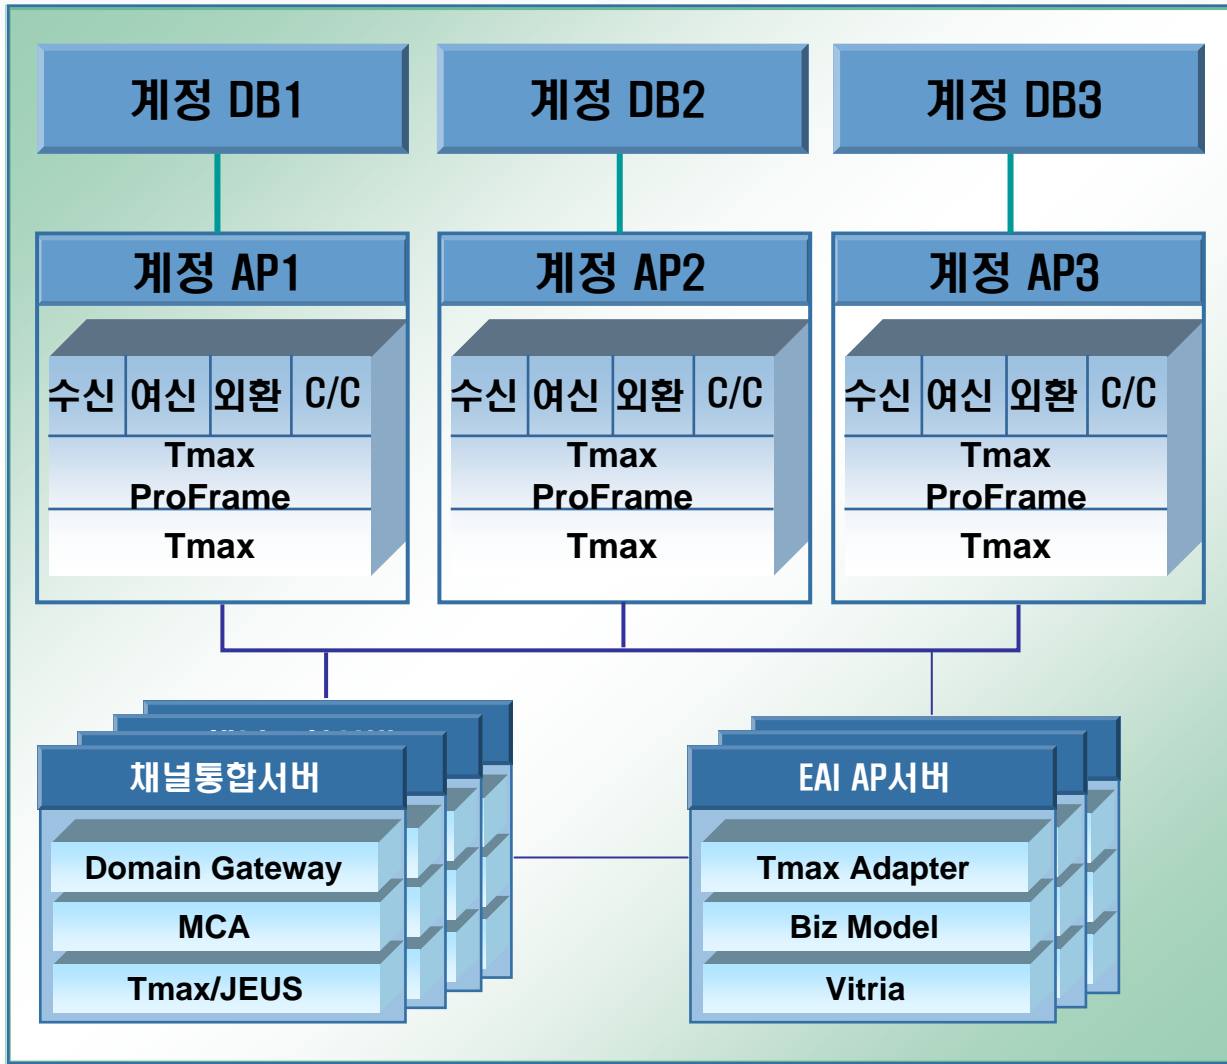 계정 DB1
계정 DB2
계정 DB3
계정 AP1
계정 AP2
계정 AP3
수신 여신 외환 C/C
수신 여신 외환 C/C
수신 여신 외환 C/C
Tmax
ProFrame
Tmax
ProFrame
Tmax
ProFrame
Tmax
Tmax
Tmax
채널통합서버
EAI AP서버
Domain Gateway
Tmax Adapter
MCA
Biz Model
Tmax/JEUS
Vitria